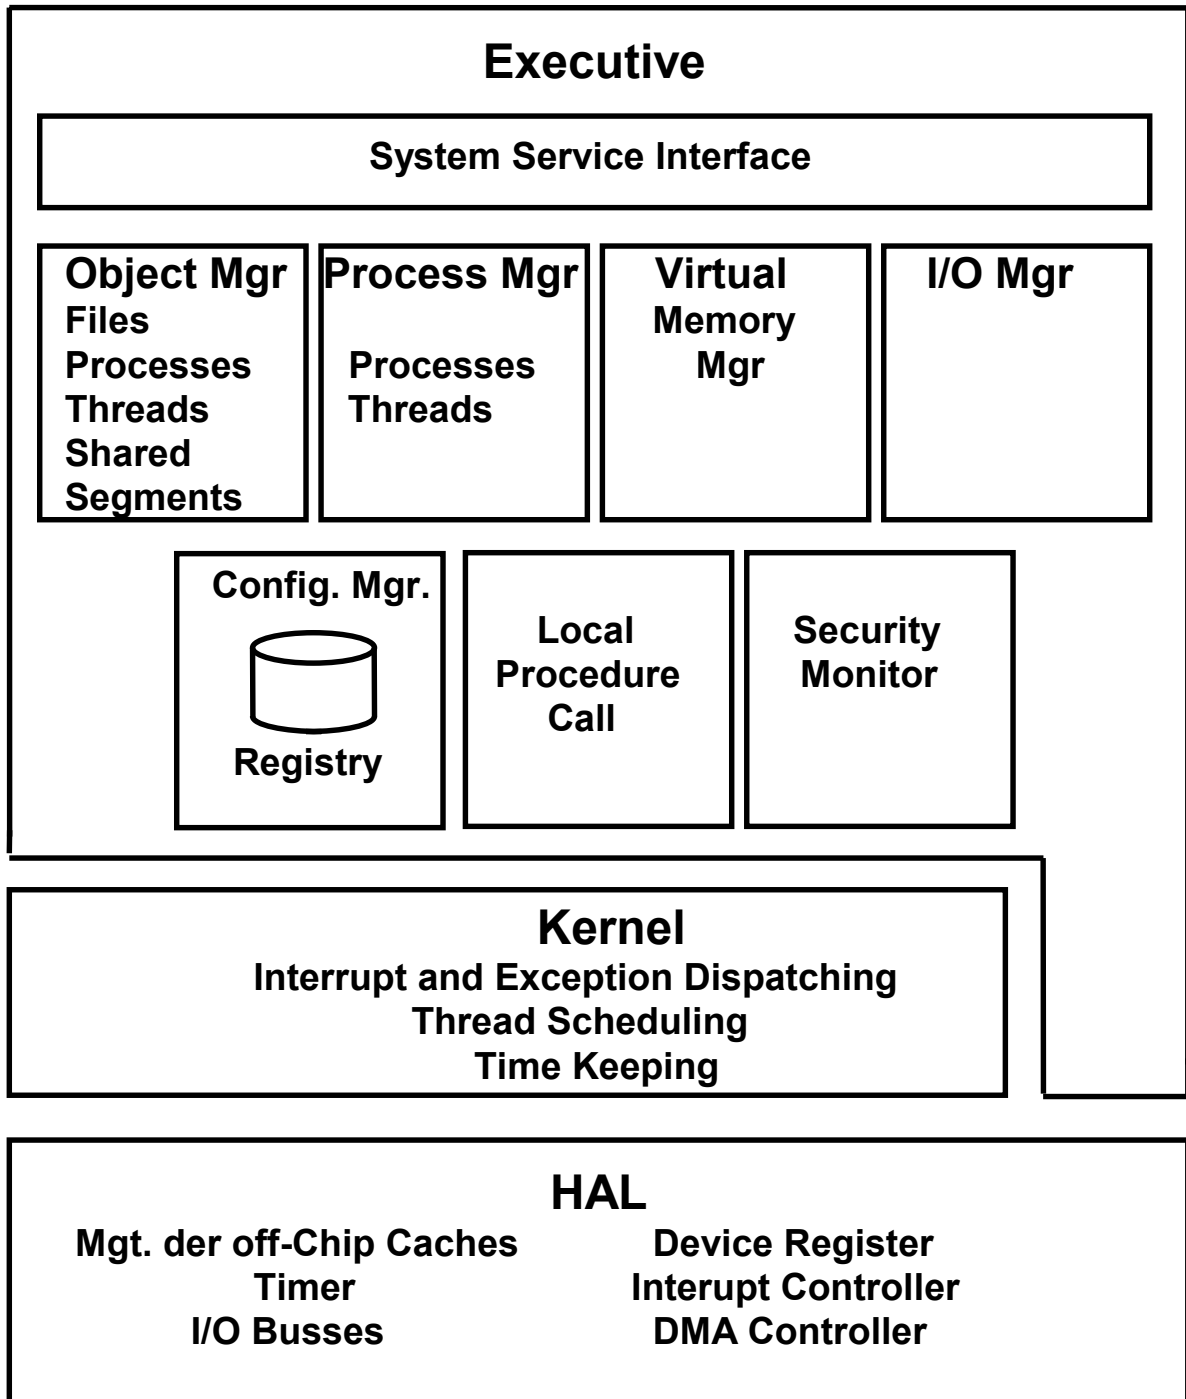 Executive
System Service Interface
Object Mgr
Files
Processes
Threads
Shared
Segments
Process Mgr
Processes
Threads
Virtual
Memory
Mgr
I/O Mgr
Config. Mgr.
Registry
Local
Procedure
Call
Security
Monitor
Kernel
Interrupt and Exception Dispatching
Thread Scheduling
Time Keeping
HAL
Mgt. der off-Chip Caches
Timer
I/O Busses
Device Register
Interupt Controller
DMA Controller